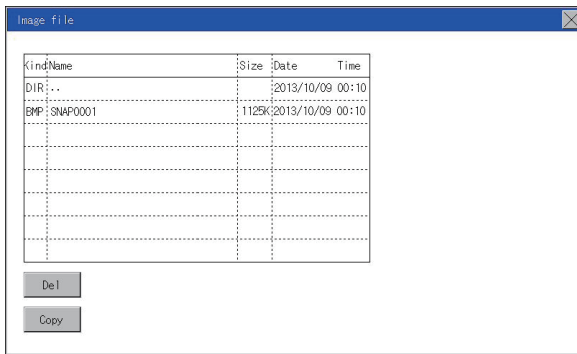 Image file
Kind Name Size Date Time
DIR .. 2013/10/09 00:10
BMP SNAP0001 1125K 2013/10/09 00:10
Del
Copy